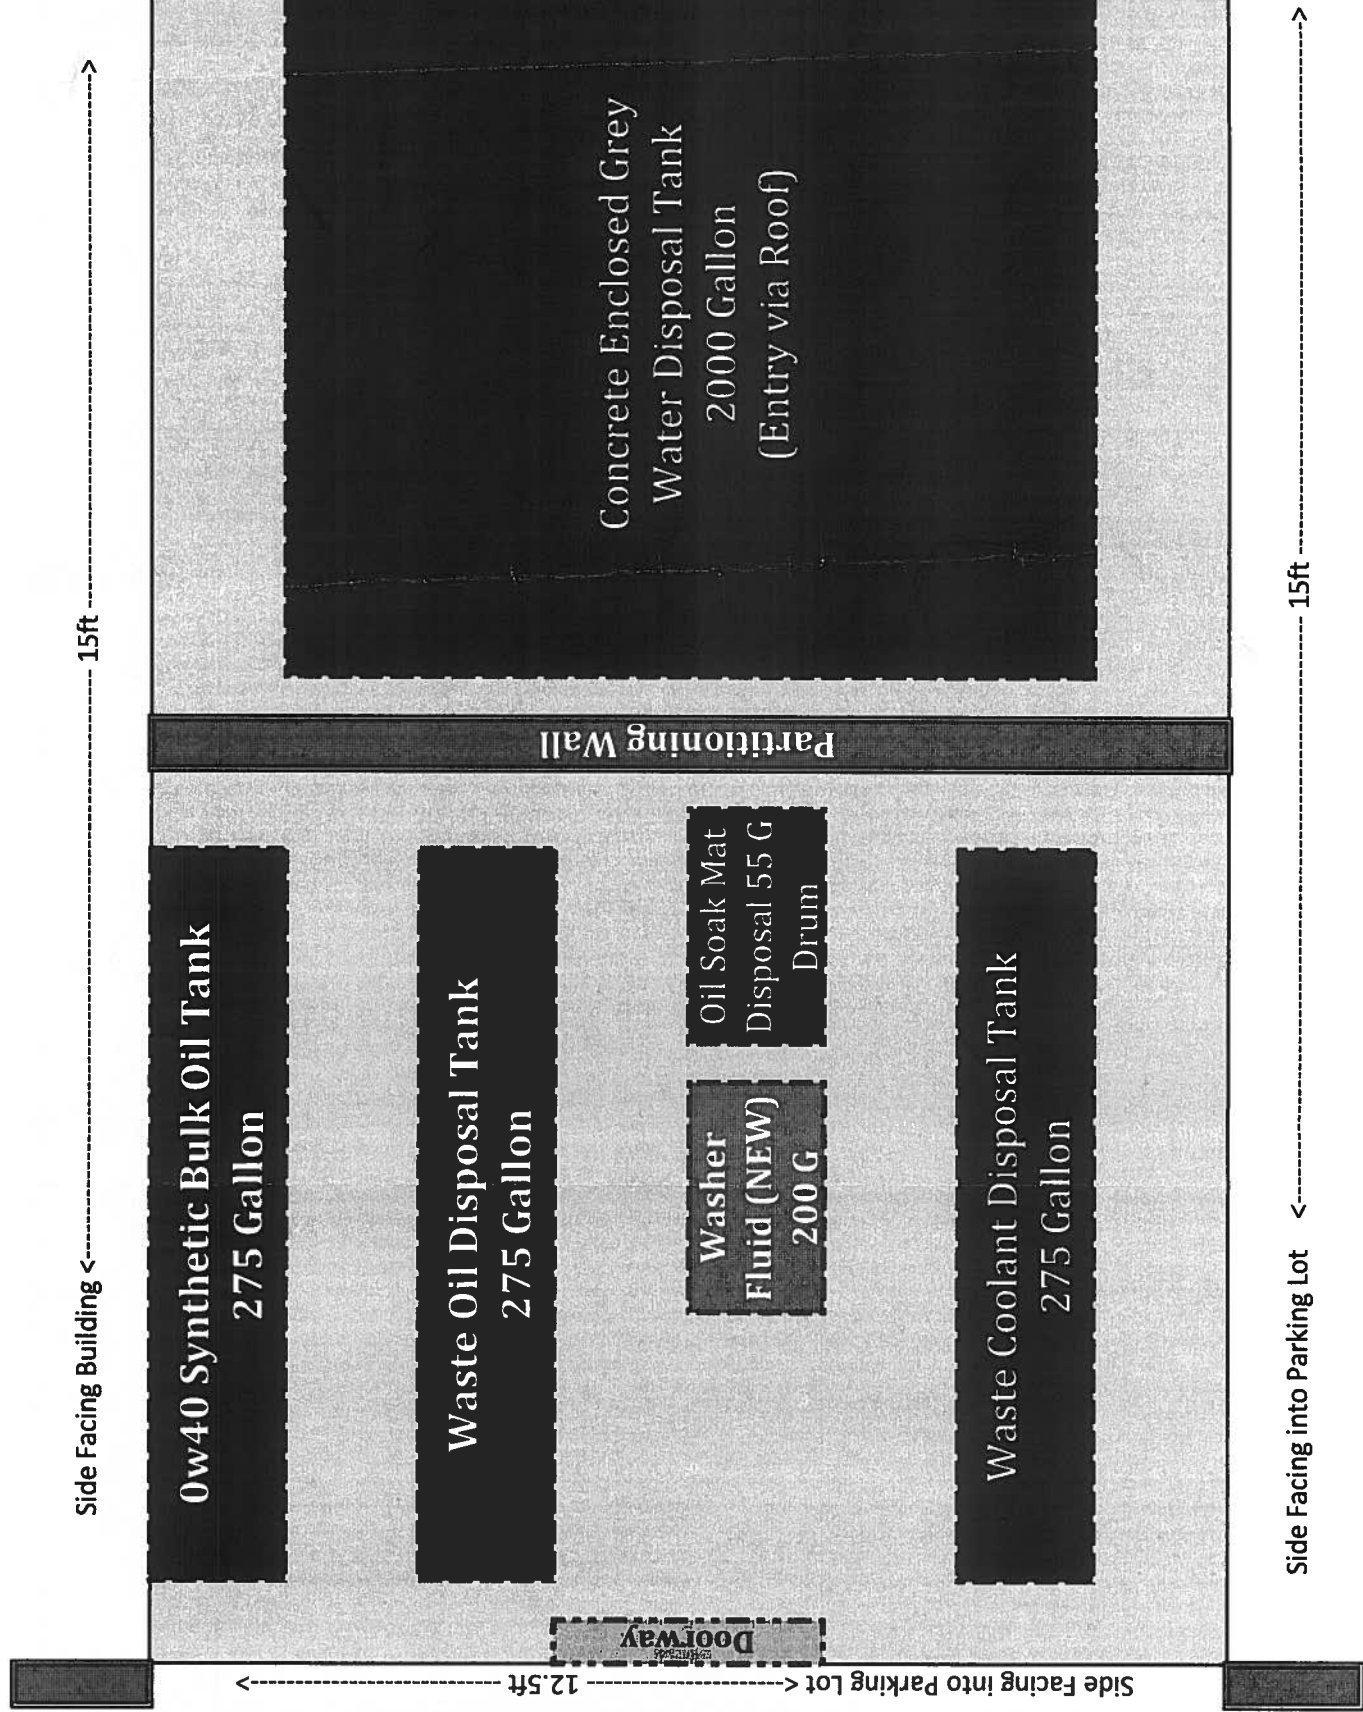 Side Facing Building <--------------- 15ft --------------->
0w40 Synthetic Bulk Oil Tank
275 Gallon
Waste Oil Disposal Tank
275 Gallon
Washer
Fluid (NEW)
200 G
Oil Soak Mat
Disposal 55 G
Drum
Waste Coolant Disposal Tank
275 Gallon
Doorway
Partitioning Wall
Concrete Enclosed Grey
Water Disposal Tank
2000 Gallon
(Entry via Roof)
Side Facing into Parking Lot <--------------- 12.5ft --------------->
Side Facing into Parking Lot <--------------- 15ft --------------->